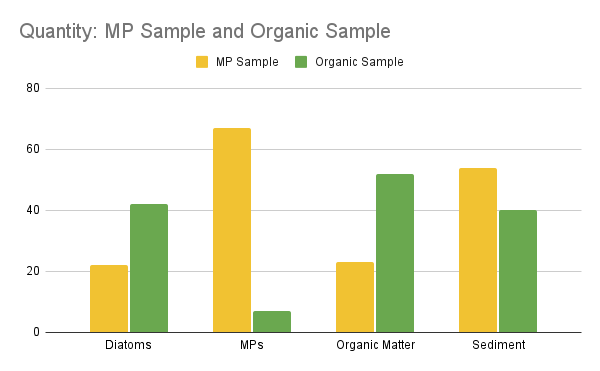 Quantity: MP Sample and Organic Sample
MP Sample
Organic Sample
80
60
40
20
0
Diatoms
MPs
Organic Matter
Sediment